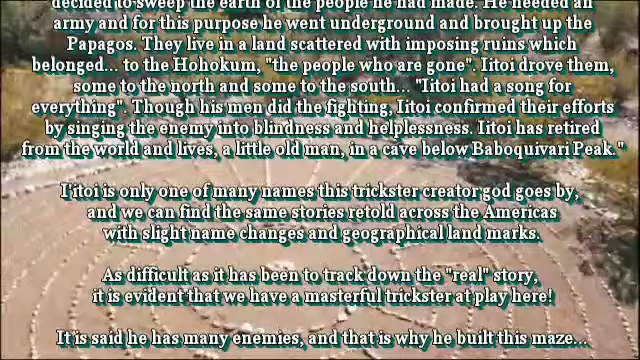 decided to sweep the earth of the people he had made. He needed an
army and for this purpose he went underground and brought up the
Papagos. They live in a land scattered with imposing ruins which
belonged... to the Hohokum, "the people who are gone". Iitoi drove them,
some to the north and some to the south... "Iitoi had a song for
everything". Though his men did the fighting, Iitoi confirmed their efforts
by singing the enemy into blindness and helplessness. Iitoi has retired
from the world and lives, a little old man, in a cave below Baboquivari Peak."
I'itoi is only one of many names this trickster creator god goes by,
and we can find the same stories retold across the Americas
with slight name changes and geographical land marks.
As difficult as it has been to track down the "real" story,
it is evident that we have a masterful trickster at play here!
It is said he has many enemies, and that is why he built this maze...